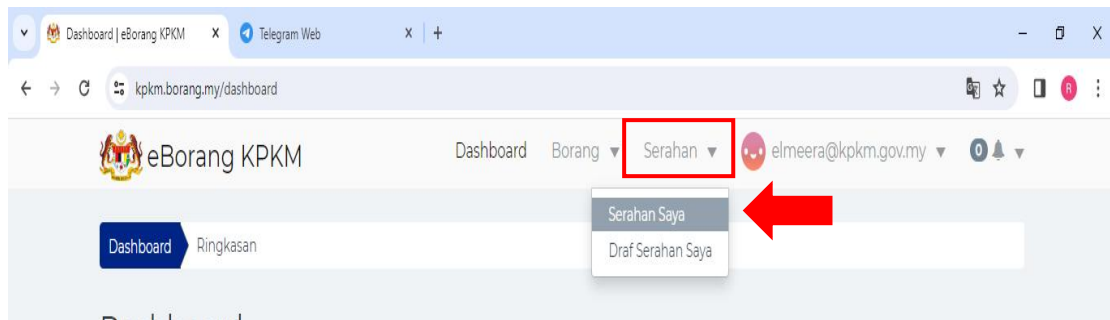 Dashboard | eBorang KPKM
Telegram Web
kpkm.borang.my/dashboard
R
eBorang KPKM
Dashboard Borang Serahan elmeera@kpkm.gov.my 0
Serahan Saya
Draf Serahan Saya
Dashboard Ringkasan